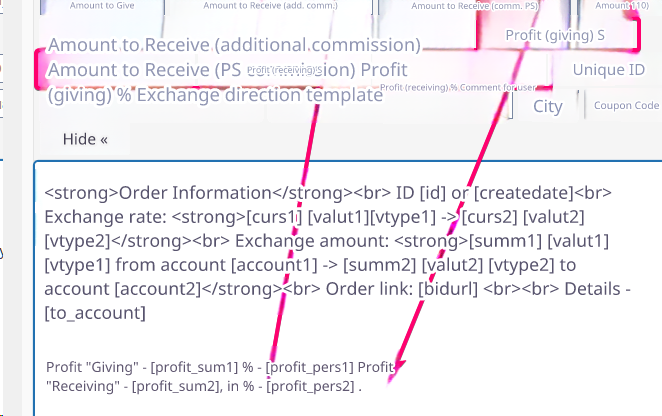 Amount to Give
Amount to Receive (add. comm.)
Amount to Receive (comm. PS)
Amount 110)
Amount to Receive (additional commission)
Profit (giving) S
Amount to Receive (PS
sion) Profit
Unique ID
Profit (receiving) % Comment for user
(giving) % Exchange direction template
City
Coupon Code
Hide «
<strong>Order Information</strong><br> ID [id] or [createdate]<br>
Exchange rate: <strong>[curs1] [valut1][vtype1] -> [curs2] [valut2]
[vtype2]</strong><br> Exchange amount: <strong>[summ1] [valut1]
[vtype1] from account [account1] -> [summ2] [valut2] [vtype2] to
account [account2]</strong><br> Order link: [bidurl] <br><br> Details -
[to_account]
Profit "Giving" - [profit_sum1] % - [profit_pers1] Profit
"Receiving" - [profit_sum2], in % - [profit_pers2] .